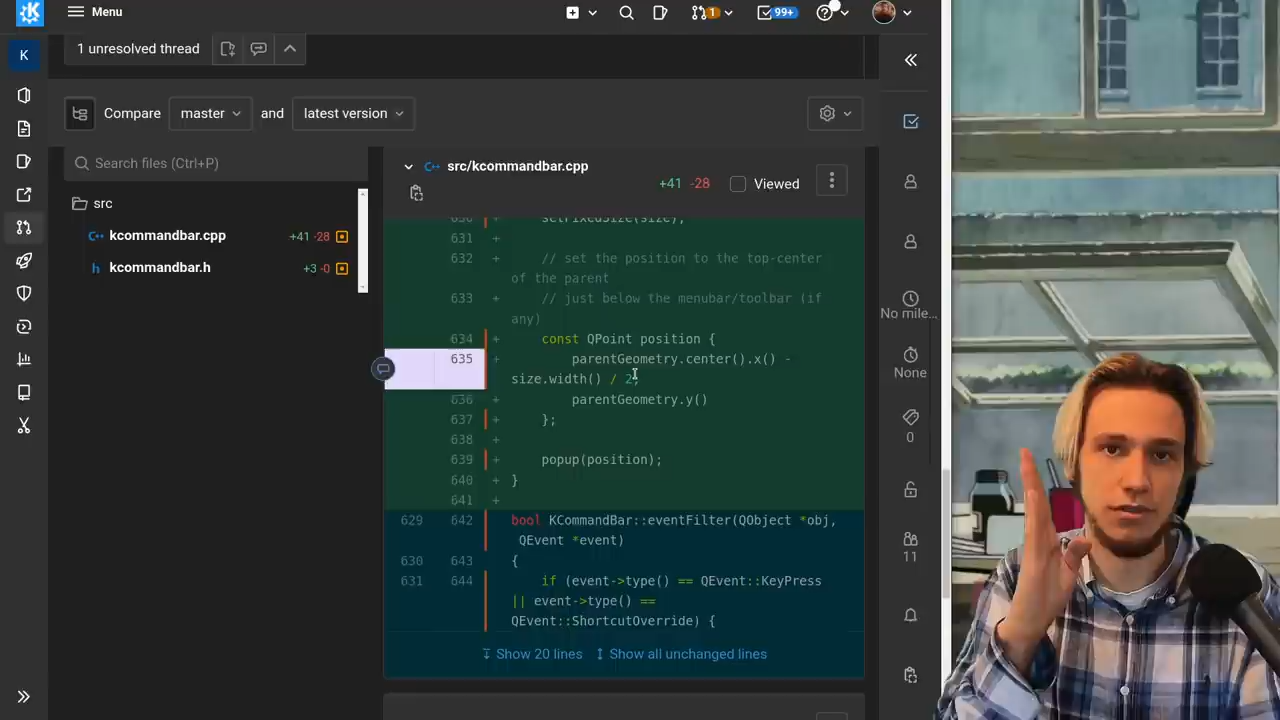 Menu
1
99+
1 unresolved thread
K
Compare master and latest version
Search files (Ctrl+P)
src/kcommandbar.cpp
+41 -28 Viewed
src
kcommandbar.cpp +41 -28
h kcommandbar.h +3 -0
630 + setFixedSize(size);
631 +
632 + // set the position to the top-center
of the parent
633 + // just below the menubar/toolbar (if
any)
634 + const QPoint position {
635 + parentGeometry.center().x() -
size.width() / 2,
636 + parentGeometry.y()
637 + };
638 +
639 + popup(position);
640 + }
641 +
629 642 bool KCommandBar::eventFilter(QObject *obj,
QEvent *event)
630 643 {
631 644 if (event->type() == QEvent::KeyPress
|| event->type() ==
QEvent::ShortcutOverride) {
Show 20 lines Show all unchanged lines
No mile...
None
0
11